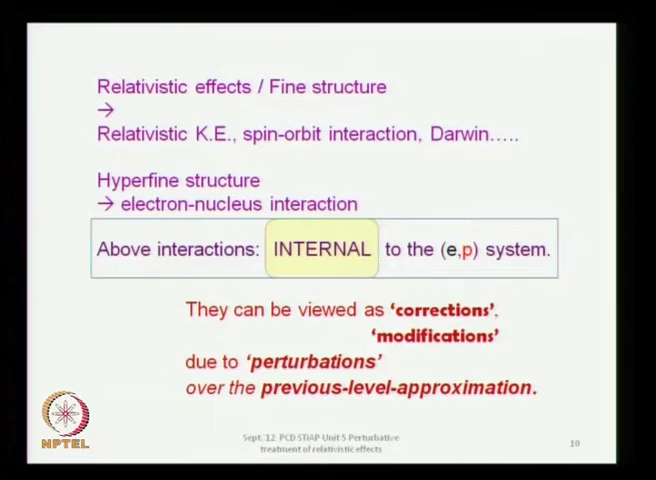 Relativistic effects / Fine structure
→
Relativistic K.E., spin-orbit interaction, Darwin.....
Hyperfine structure
→ electron-nucleus interaction
Above interactions: INTERNAL to the (e,p) system.
They can be viewed as ‘corrections’,
‘modifications’
due to ‘perturbations’
over the previous-level-approximation.
NPTEL
Sept.'12 PCD STiAP Unit 5 Perturbative
treatment of relativistic effects
10